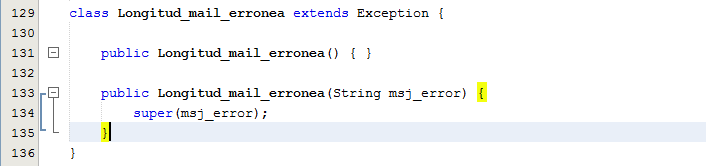 129 class Longitud_mail_erronea extends Exception {
130
131 public Longitud_mail_erronea() { }
132
133 public Longitud_mail_erronea(String msj_error) {
134 super(msj_error);
135 }
136 }